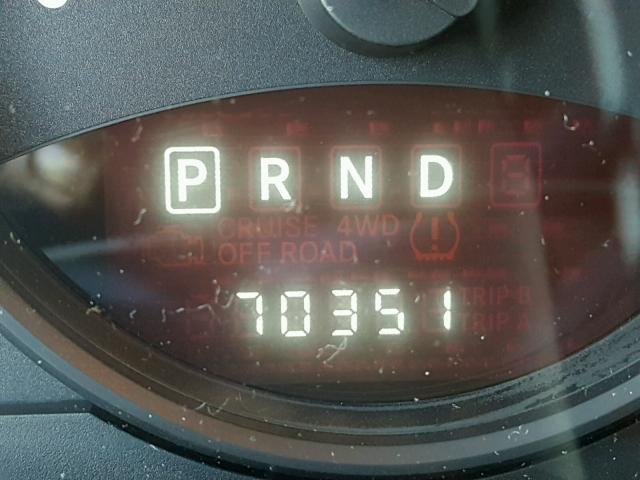 P R N D
CRUISE 4WD
OFF ROAD
70351
TRIP B
TRIP A